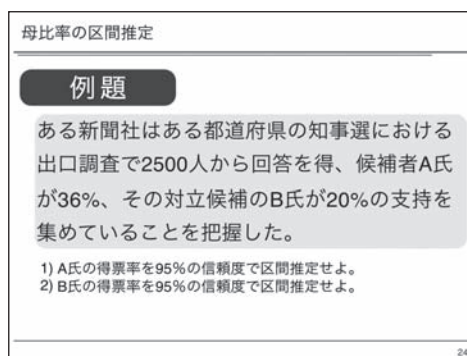 母比率の区間推定
例題
ある新聞社はある都道府県の知事選における
出口調査で2500人から回答を得、候補者A氏
が36%、その対立候補のB氏が20%の支持を
集めていることを把握した。
1) A氏の得票率を95%の信頼度で区間推定せよ。
2) B氏の得票率を95%の信頼度で区間推定せよ。
24